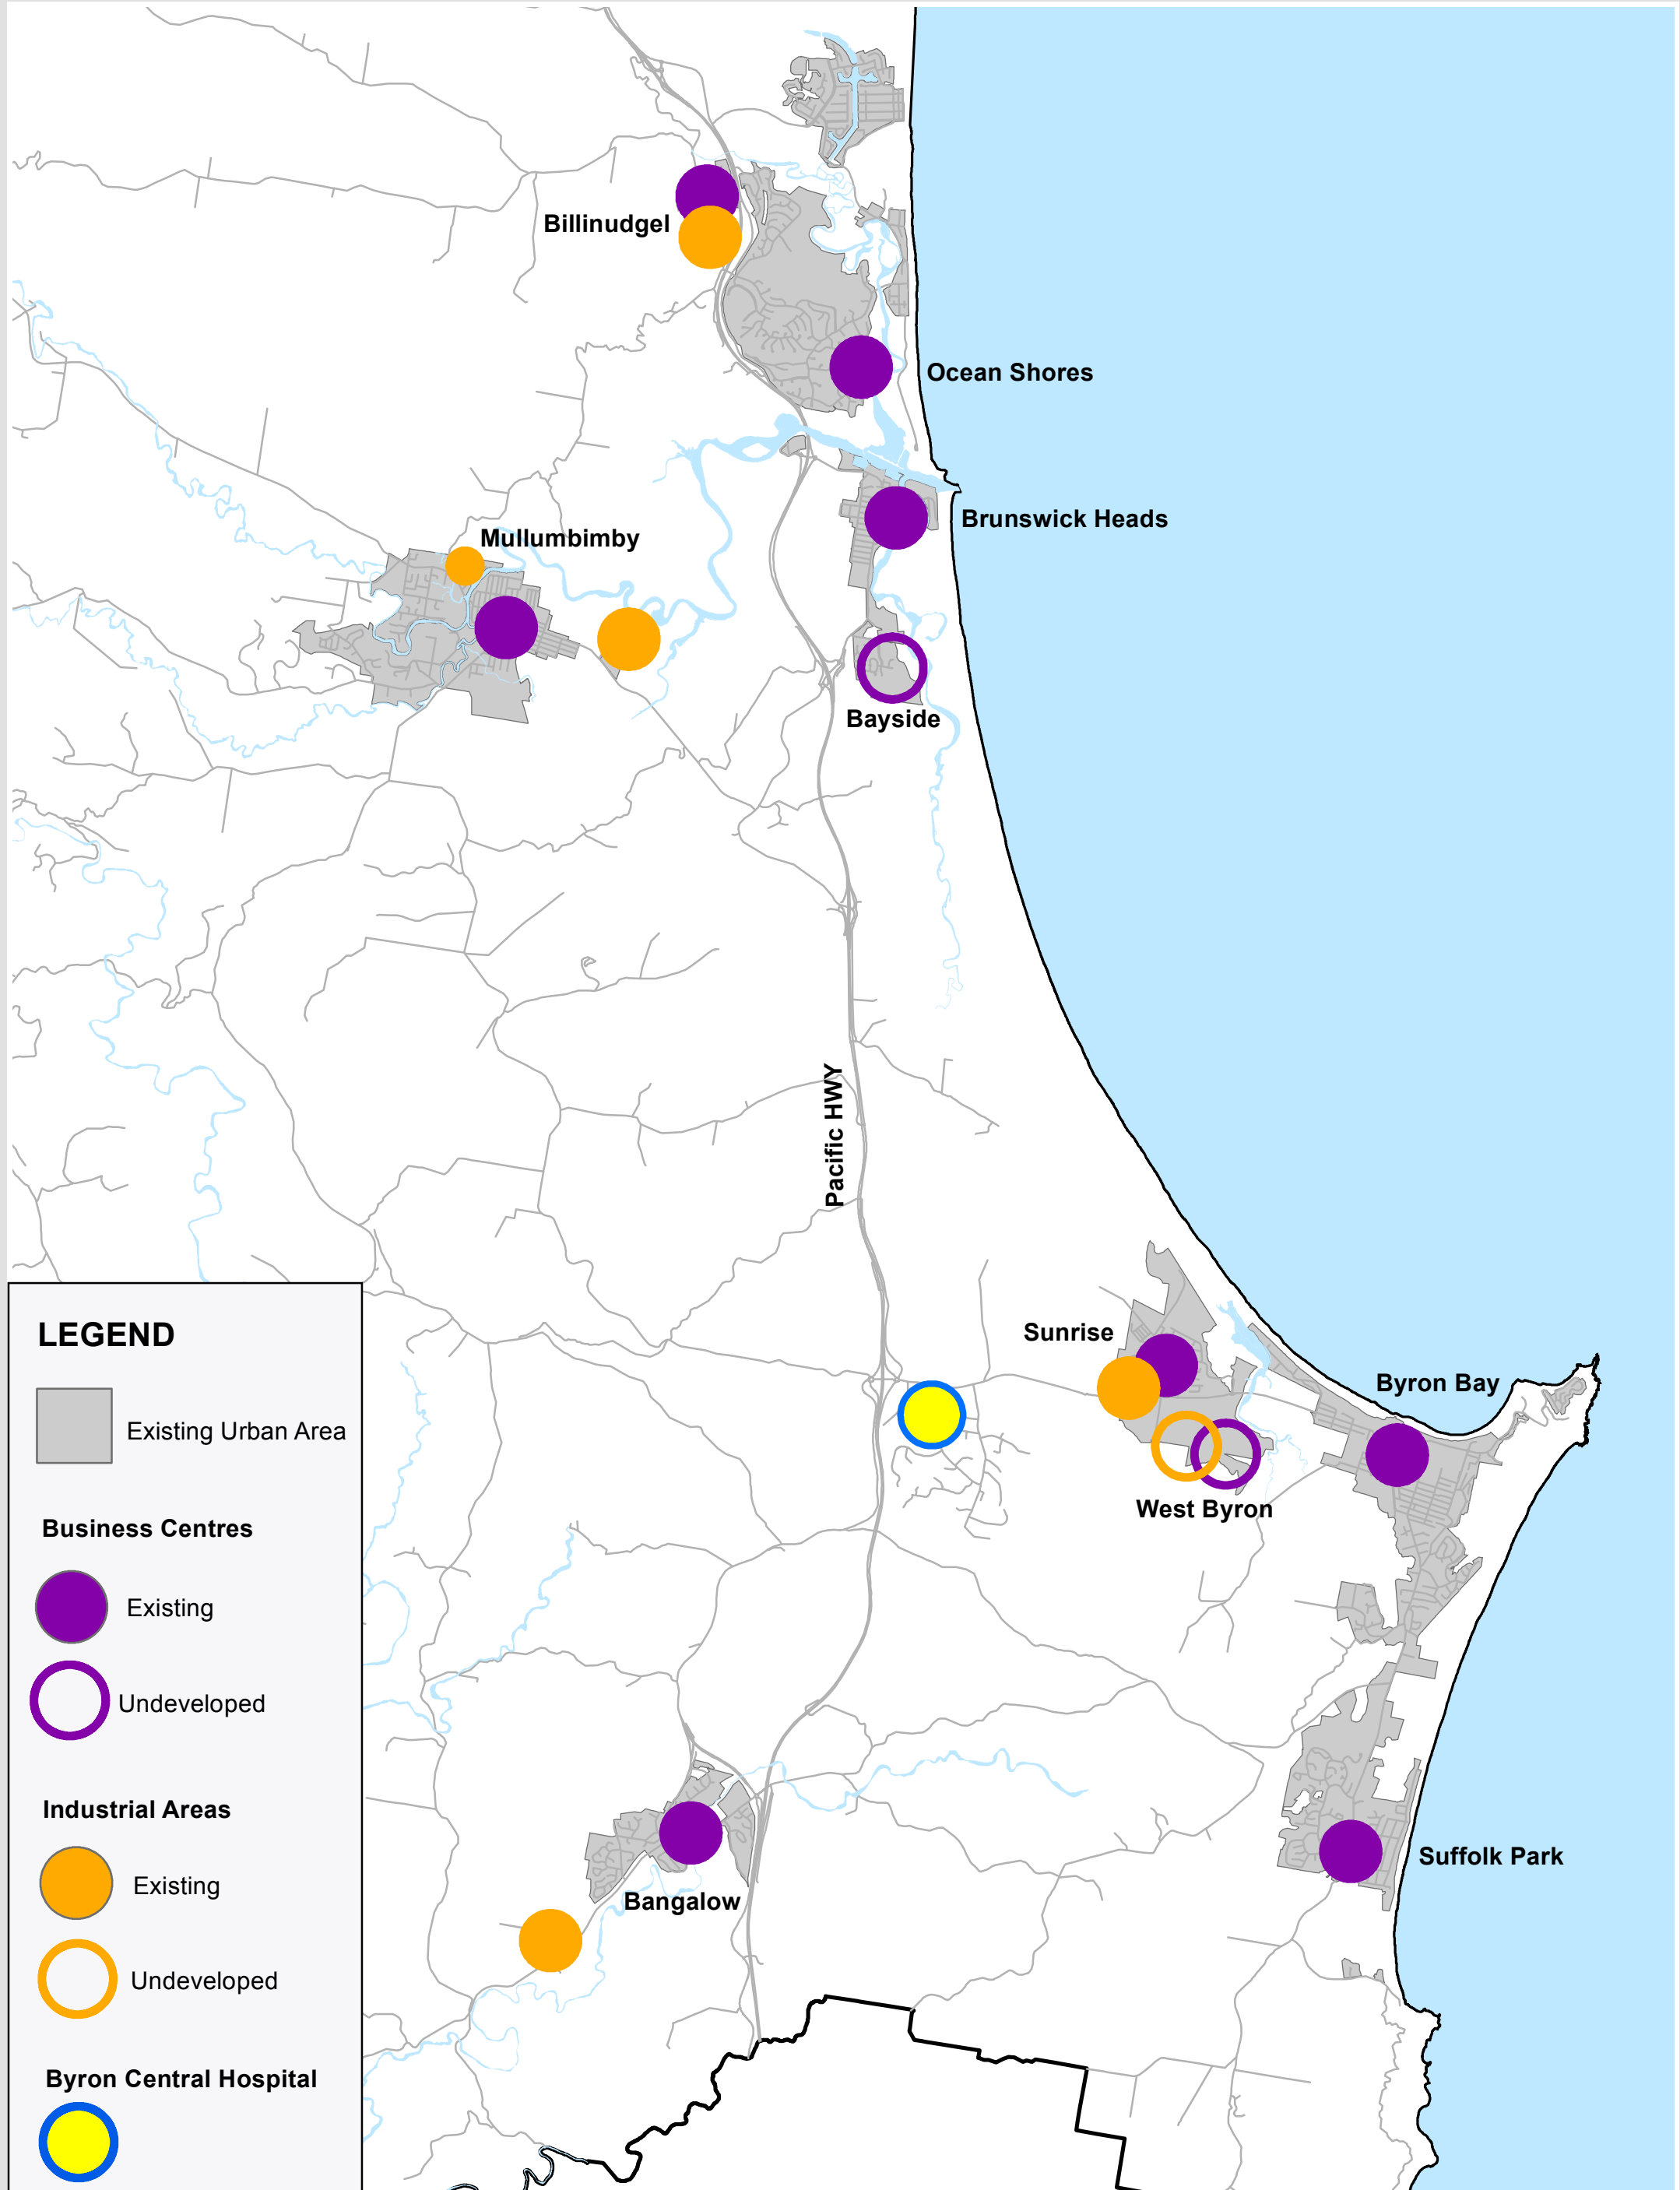 Billinudgel
Ocean Shores
Brunswick Heads
Mullumbimby
Bayside
Pacific HWY
Sunrise
Byron Bay
West Byron
Suffolk Park
Bangalow
LEGEND
Existing Urban Area
Business Centres
Existing
Undeveloped
Industrial Areas
Existing
Undeveloped
Byron Central Hospital